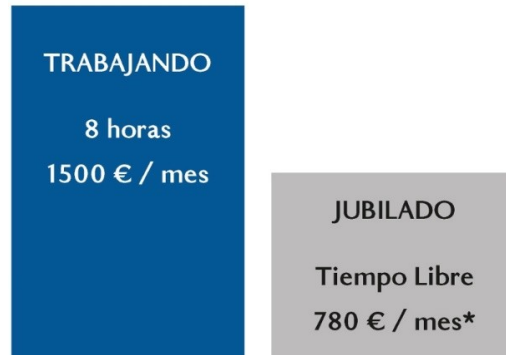 TRABAJANDO
8 horas
1500 € / mes
JUBILADO
Tiempo Libre
780 € / mes*